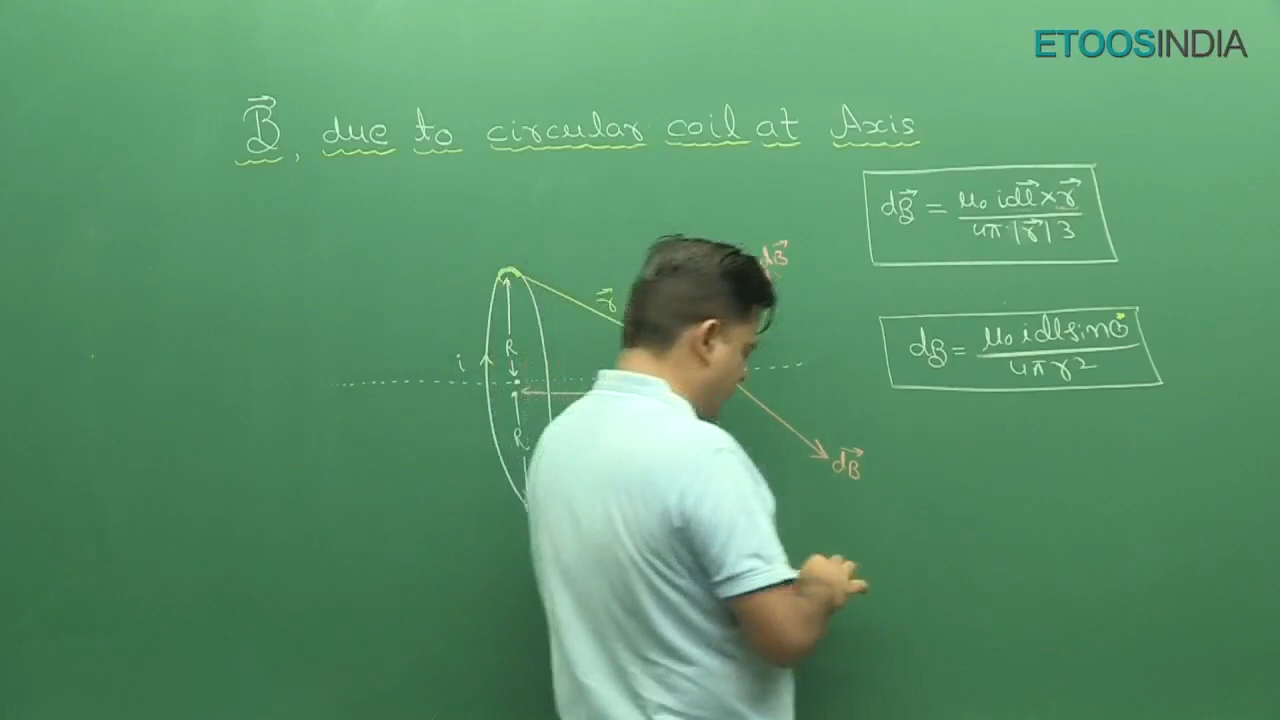 ETOOSINDIA
B⃗, due to circular coil at Axis
dB⃗ = μ₀ idl⃗ × r⃗ / 4π |r⃗|3
dB⃗
r⃗
R
i
dB = μ₀ idl sinθ / 4π r2
R
dB⃗